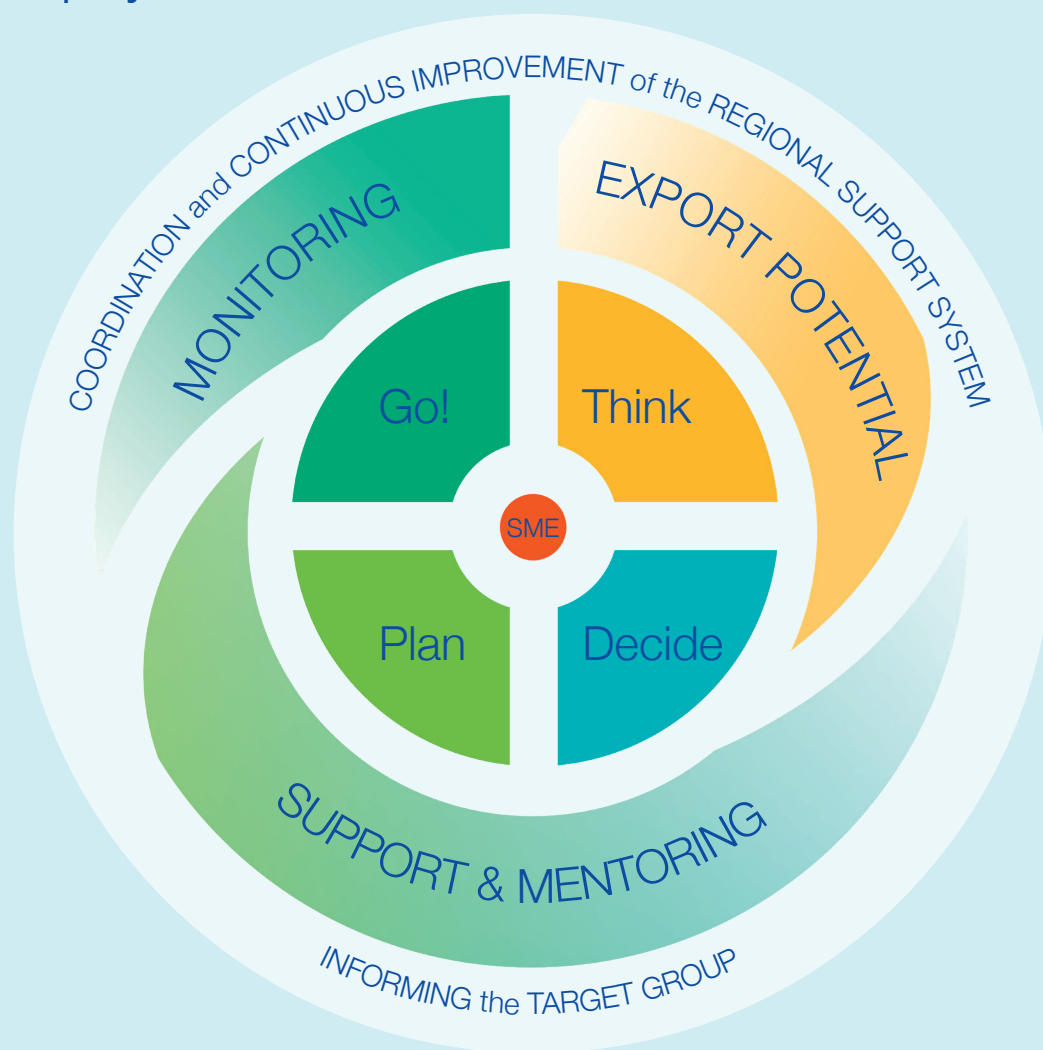 COORDINATION and CONTINUOUS IMPROVEMENT of the REGIONAL SUPPORT SYSTEM
MONITORING
EXPORT POTENTIAL
Go!
Think
SME
Plan
Decide
SUPPORT & MENTORING
INFORMING the TARGET GROUP